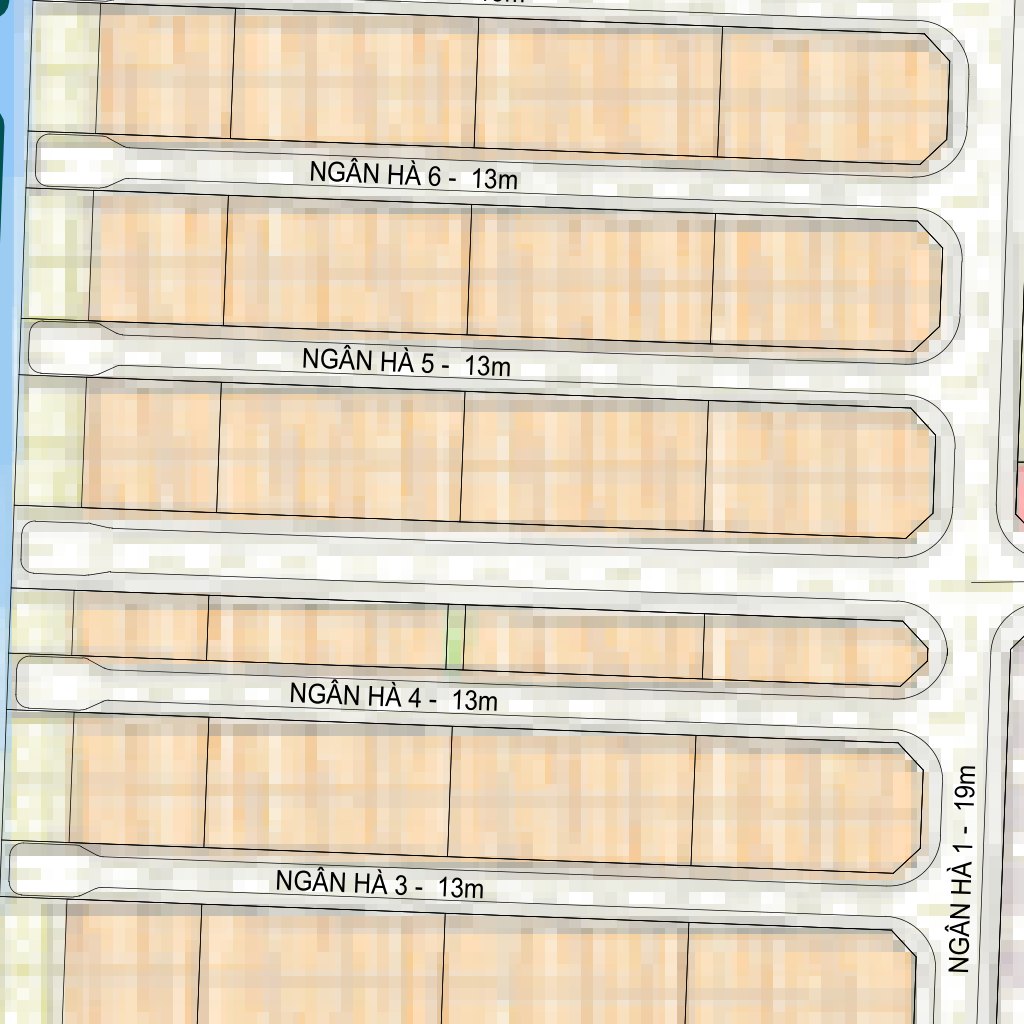 NGÂN HÀ 6 - 13m
NGÂN HÀ 5 - 13m
NGÂN HÀ 4 - 13m
NGÂN HÀ 3 - 13m
NGÂN HÀ 1 - 19m